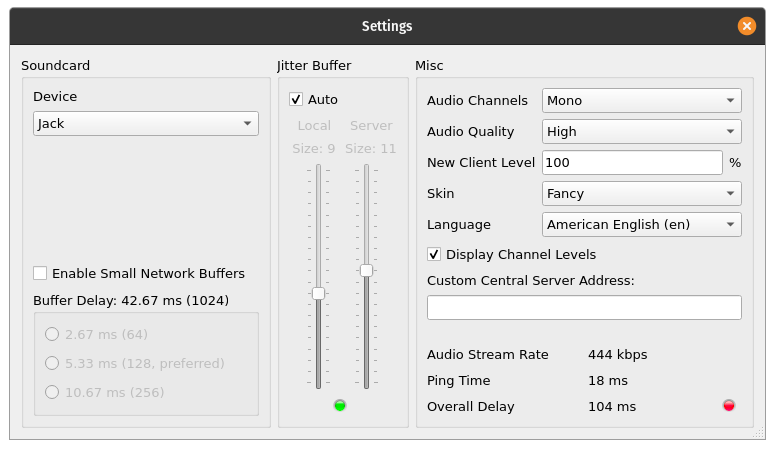 Settings
Soundcard
Device
Jack
Enable Small Network Buffers
Buffer Delay: 42.67 ms (1024)
2.67 ms (64)
5.33 ms (128, preferred)
10.67 ms (256)
Jitter Buffer
Auto
Local Server
Size: 9 Size: 11
Misc
Audio Channels Mono
Audio Quality High
New Client Level 100 %
Skin Fancy
Language American English (en)
Display Channel Levels
Custom Central Server Address:
Audio Stream Rate 444 kbps
Ping Time 18 ms
Overall Delay 104 ms